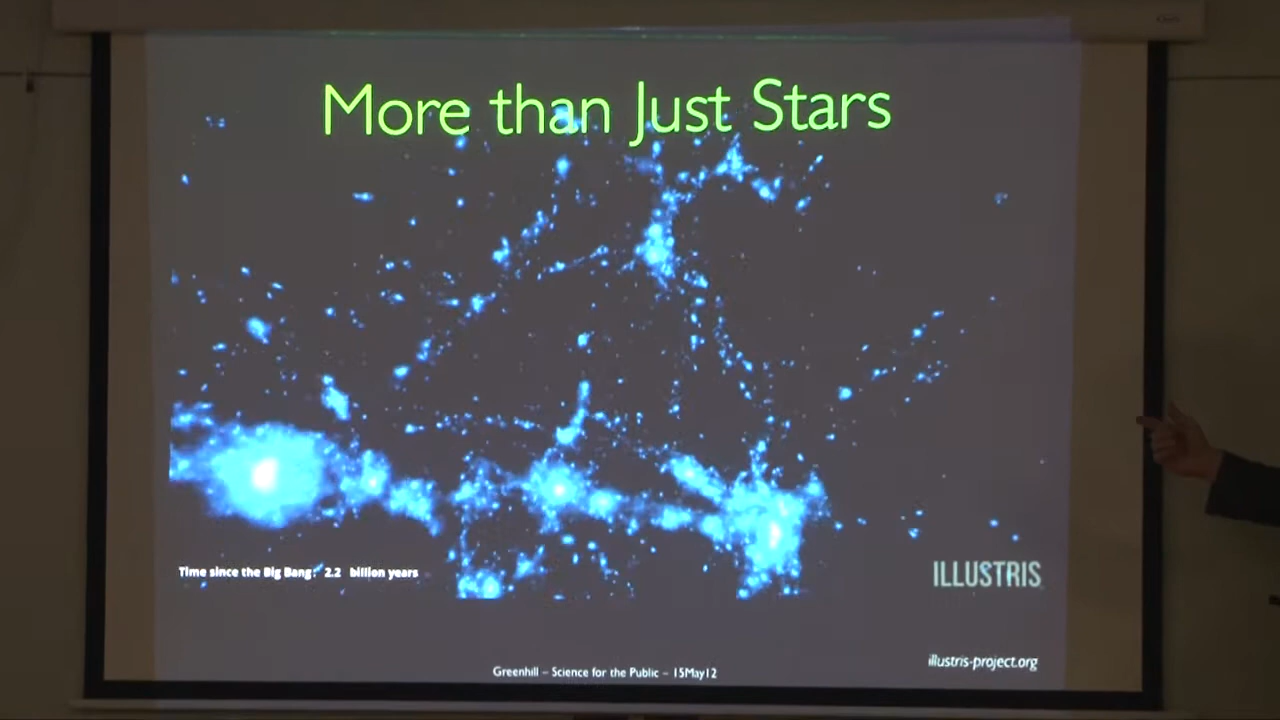 More than Just Stars
Time since the Big Bang: 2.2 billion years
ILLUSTRIS
illustris-project.org
Greenhill – Science for the Public – 15May12